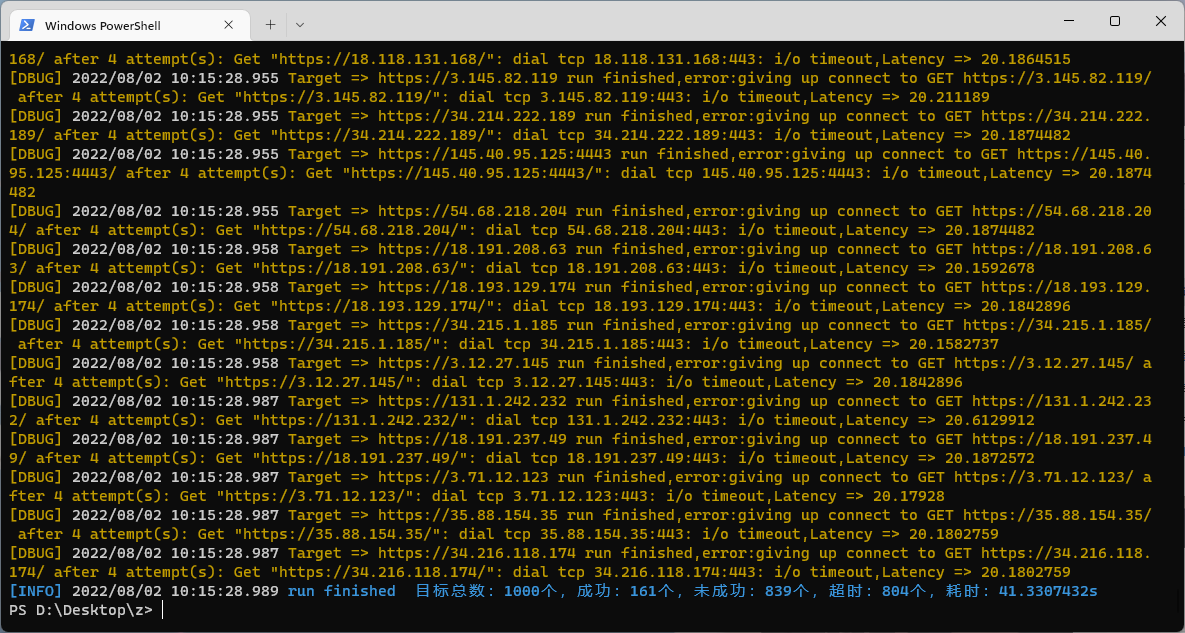 Windows PowerShell
168/ after 4 attempt(s): Get "https://18.118.131.168/": dial tcp 18.118.131.168:443: i/o timeout,Latency => 20.1864515
[DBUG] 2022/08/02 10:15:28.955 Target => https://3.145.82.119 run finished,error:giving up connect to GET https://3.145.82.119/
after 4 attempt(s): Get "https://3.145.82.119/": dial tcp 3.145.82.119:443: i/o timeout,Latency => 20.211189
[DBUG] 2022/08/02 10:15:28.955 Target => https://34.214.222.189 run finished,error:giving up connect to GET https://34.214.222.
189/ after 4 attempt(s): Get "https://34.214.222.189/": dial tcp 34.214.222.189:443: i/o timeout,Latency => 20.1874482
[DBUG] 2022/08/02 10:15:28.955 Target => https://145.40.95.125:4443 run finished,error:giving up connect to GET https://145.40.
95.125:4443/ after 4 attempt(s): Get "https://145.40.95.125:4443/": dial tcp 145.40.95.125:4443: i/o timeout,Latency => 20.1874
482
[DBUG] 2022/08/02 10:15:28.955 Target => https://54.68.218.204 run finished,error:giving up connect to GET https://54.68.218.20
4/ after 4 attempt(s): Get "https://54.68.218.204/": dial tcp 54.68.218.204:443: i/o timeout,Latency => 20.1874482
[DBUG] 2022/08/02 10:15:28.958 Target => https://18.191.208.63 run finished,error:giving up connect to GET https://18.191.208.6
3/ after 4 attempt(s): Get "https://18.191.208.63/": dial tcp 18.191.208.63:443: i/o timeout,Latency => 20.1592678
[DBUG] 2022/08/02 10:15:28.958 Target => https://18.193.129.174 run finished,error:giving up connect to GET https://18.193.129.
174/ after 4 attempt(s): Get "https://18.193.129.174/": dial tcp 18.193.129.174:443: i/o timeout,Latency => 20.1842896
[DBUG] 2022/08/02 10:15:28.958 Target => https://34.215.1.185 run finished,error:giving up connect to GET https://34.215.1.185/
after 4 attempt(s): Get "https://34.215.1.185/": dial tcp 34.215.1.185:443: i/o timeout,Latency => 20.1582737
[DBUG] 2022/08/02 10:15:28.958 Target => https://3.12.27.145 run finished,error:giving up connect to GET https://3.12.27.145/ a
fter 4 attempt(s): Get "https://3.12.27.145/": dial tcp 3.12.27.145:443: i/o timeout,Latency => 20.1842896
[DBUG] 2022/08/02 10:15:28.987 Target => https://131.1.242.232 run finished,error:giving up connect to GET https://131.1.242.23
2/ after 4 attempt(s): Get "https://131.1.242.232/": dial tcp 131.1.242.232:443: i/o timeout,Latency => 20.6129912
[DBUG] 2022/08/02 10:15:28.987 Target => https://18.191.237.49 run finished,error:giving up connect to GET https://18.191.237.4
9/ after 4 attempt(s): Get "https://18.191.237.49/": dial tcp 18.191.237.49:443: i/o timeout,Latency => 20.1872572
[DBUG] 2022/08/02 10:15:28.987 Target => https://3.71.12.123 run finished,error:giving up connect to GET https://3.71.12.123/ a
fter 4 attempt(s): Get "https://3.71.12.123/": dial tcp 3.71.12.123:443: i/o timeout,Latency => 20.17928
[DBUG] 2022/08/02 10:15:28.987 Target => https://35.88.154.35 run finished,error:giving up connect to GET https://35.88.154.35/
after 4 attempt(s): Get "https://35.88.154.35/": dial tcp 35.88.154.35:443: i/o timeout,Latency => 20.1802759
[DBUG] 2022/08/02 10:15:28.987 Target => https://34.216.118.174 run finished,error:giving up connect to GET https://34.216.118.
174/ after 4 attempt(s): Get "https://34.216.118.174/": dial tcp 34.216.118.174:443: i/o timeout,Latency => 20.1802759
[INFO] 2022/08/02 10:15:28.989 run finished 目标总数：1000个，成功：161个，未成功：839个，超时：804个，耗时：41.3307432s
PS D:\Desktop\z>